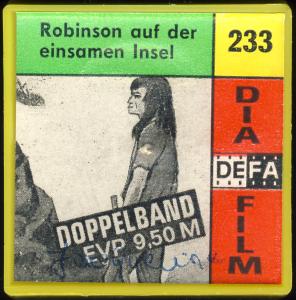 Robinson auf der
einsamen Insel
233
DIA
DEFA
FILM
DOPPELBAND
EVP 9,50 M